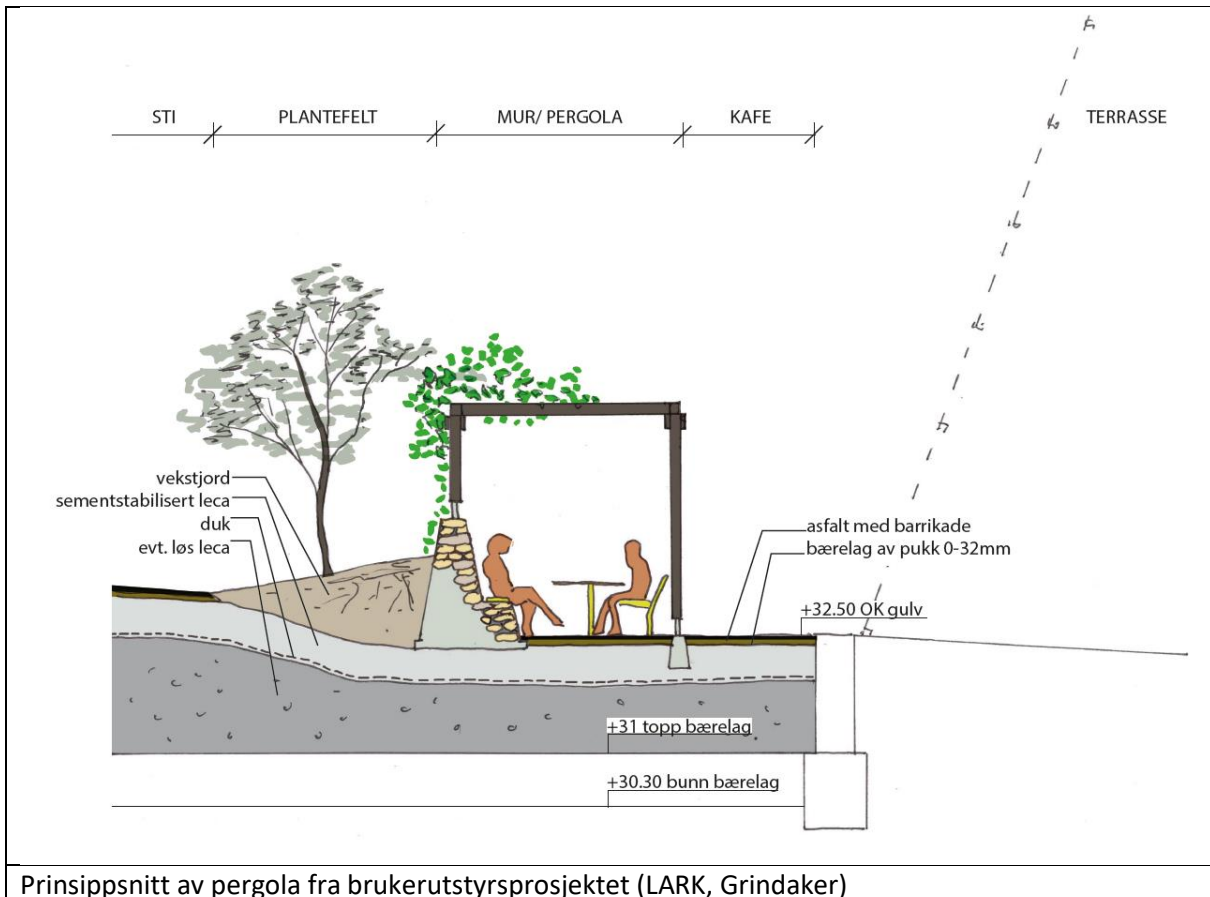 STI
PLANTEFELT
MUR/ PERGOLA
KAFE
TERRASSE
vekstjord
sementstabilisert leca
duk
evt. løs leca
asfalt med barrikade
bærelag av pukk 0-32mm
+32.50 OK gulv
+31 topp bærelag
+30.30 bunn bærelag
Prinsippsnitt av pergola fra brukerutstyrsprosjektet (LARK, Grindaker)